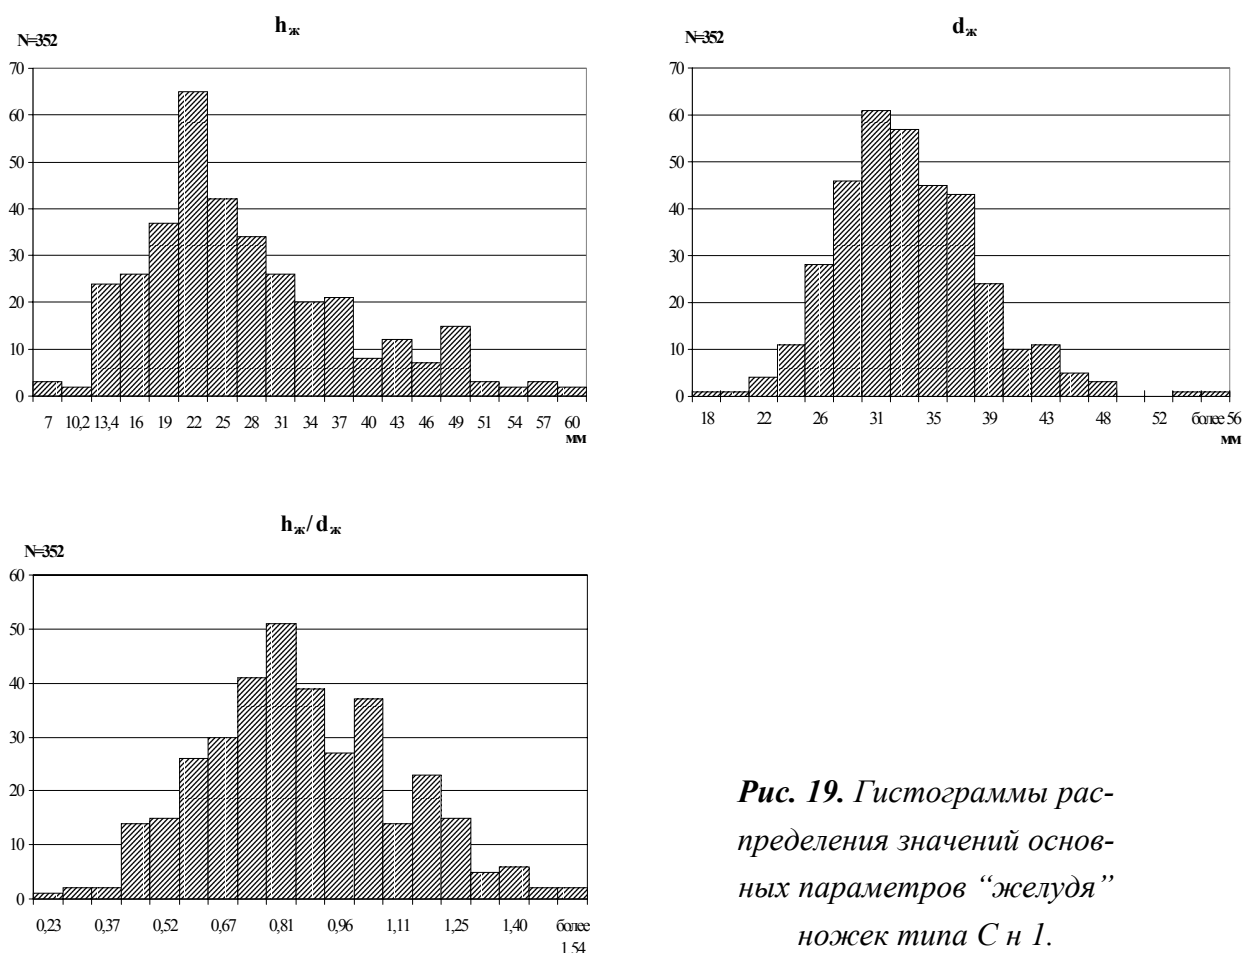 hж
N=352
70
60
50
40
30
20
10
0
7 10,2 13,4 16 19 22 25 28 31 34 37 40 43 46 49 51 54 57 60
мм
dж
N=352
70
60
50
40
30
20
10
0
18 22 26 31 35 39 43 48 52 более 56
мм
hж/dж
N=352
60
50
40
30
20
10
0
0,23 0,37 0,52 0,67 0,81 0,96 1,11 1,25 1,40 более
1,54
Рис. 19. Гистограммы рас-
пределения значений основ-
ных параметров “желудя”
ножек типа С н 1.